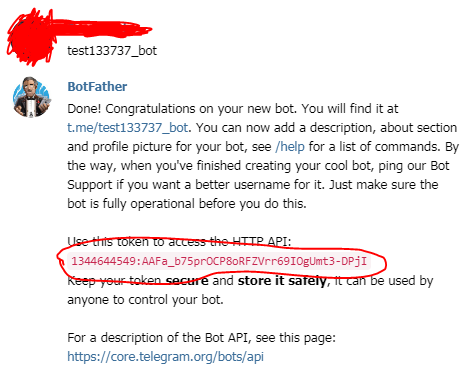 test133737_bot
BotFather
Done! Congratulations on your new bot. You will find it at
t.me/test133737_bot. You can now add a description, about section
and profile picture for your bot, see /help for a list of commands. By
the way, when you've finished creating your cool bot, ping our Bot
Support if you want a better username for it. Just make sure the
bot is fully operational before you do this.
Use this token to access the HTTP API:
1344644549:AAFa_b75prOCP8oRFZVrr69IOgUmt3-DPjI
Keep your token secure and store it safely, it can be used by
anyone to control your bot.
For a description of the Bot API, see this page:
https://core.telegram.org/bots/api